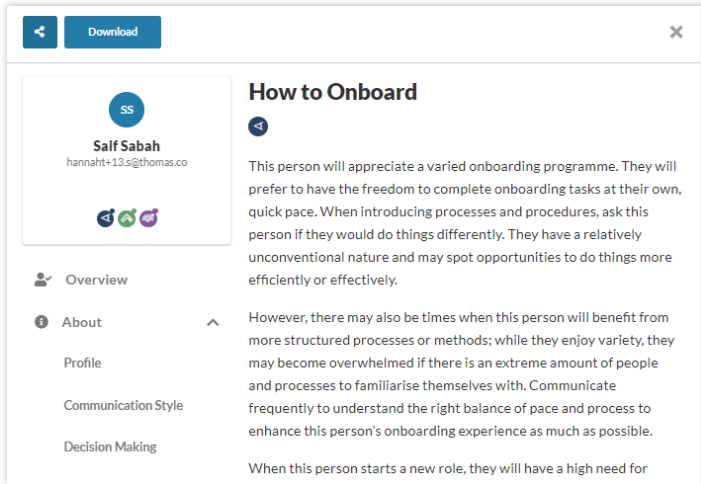 Download
SS
Saif Sabah
hannaht+13.s@thomas.co
Overview
About
Profile
Communication Style
Decision Making
How to Onboard
This person will appreciate a varied onboarding programme. They will
prefer to have the freedom to complete onboarding tasks at their own,
quick pace. When introducing processes and procedures, ask this
person if they would do things differently. They have a relatively
unconventional nature and may spot opportunities to do things more
efficiently or effectively.
However, there may also be times when this person will benefit from
more structured processes or methods; while they enjoy variety, they
may become overwhelmed if there is an extreme amount of people
and processes to familiarise themselves with. Communicate
frequently to understand the right balance of pace and process to
enhance this person's onboarding experience as much as possible.
When this person starts a new role, they will have a high need for